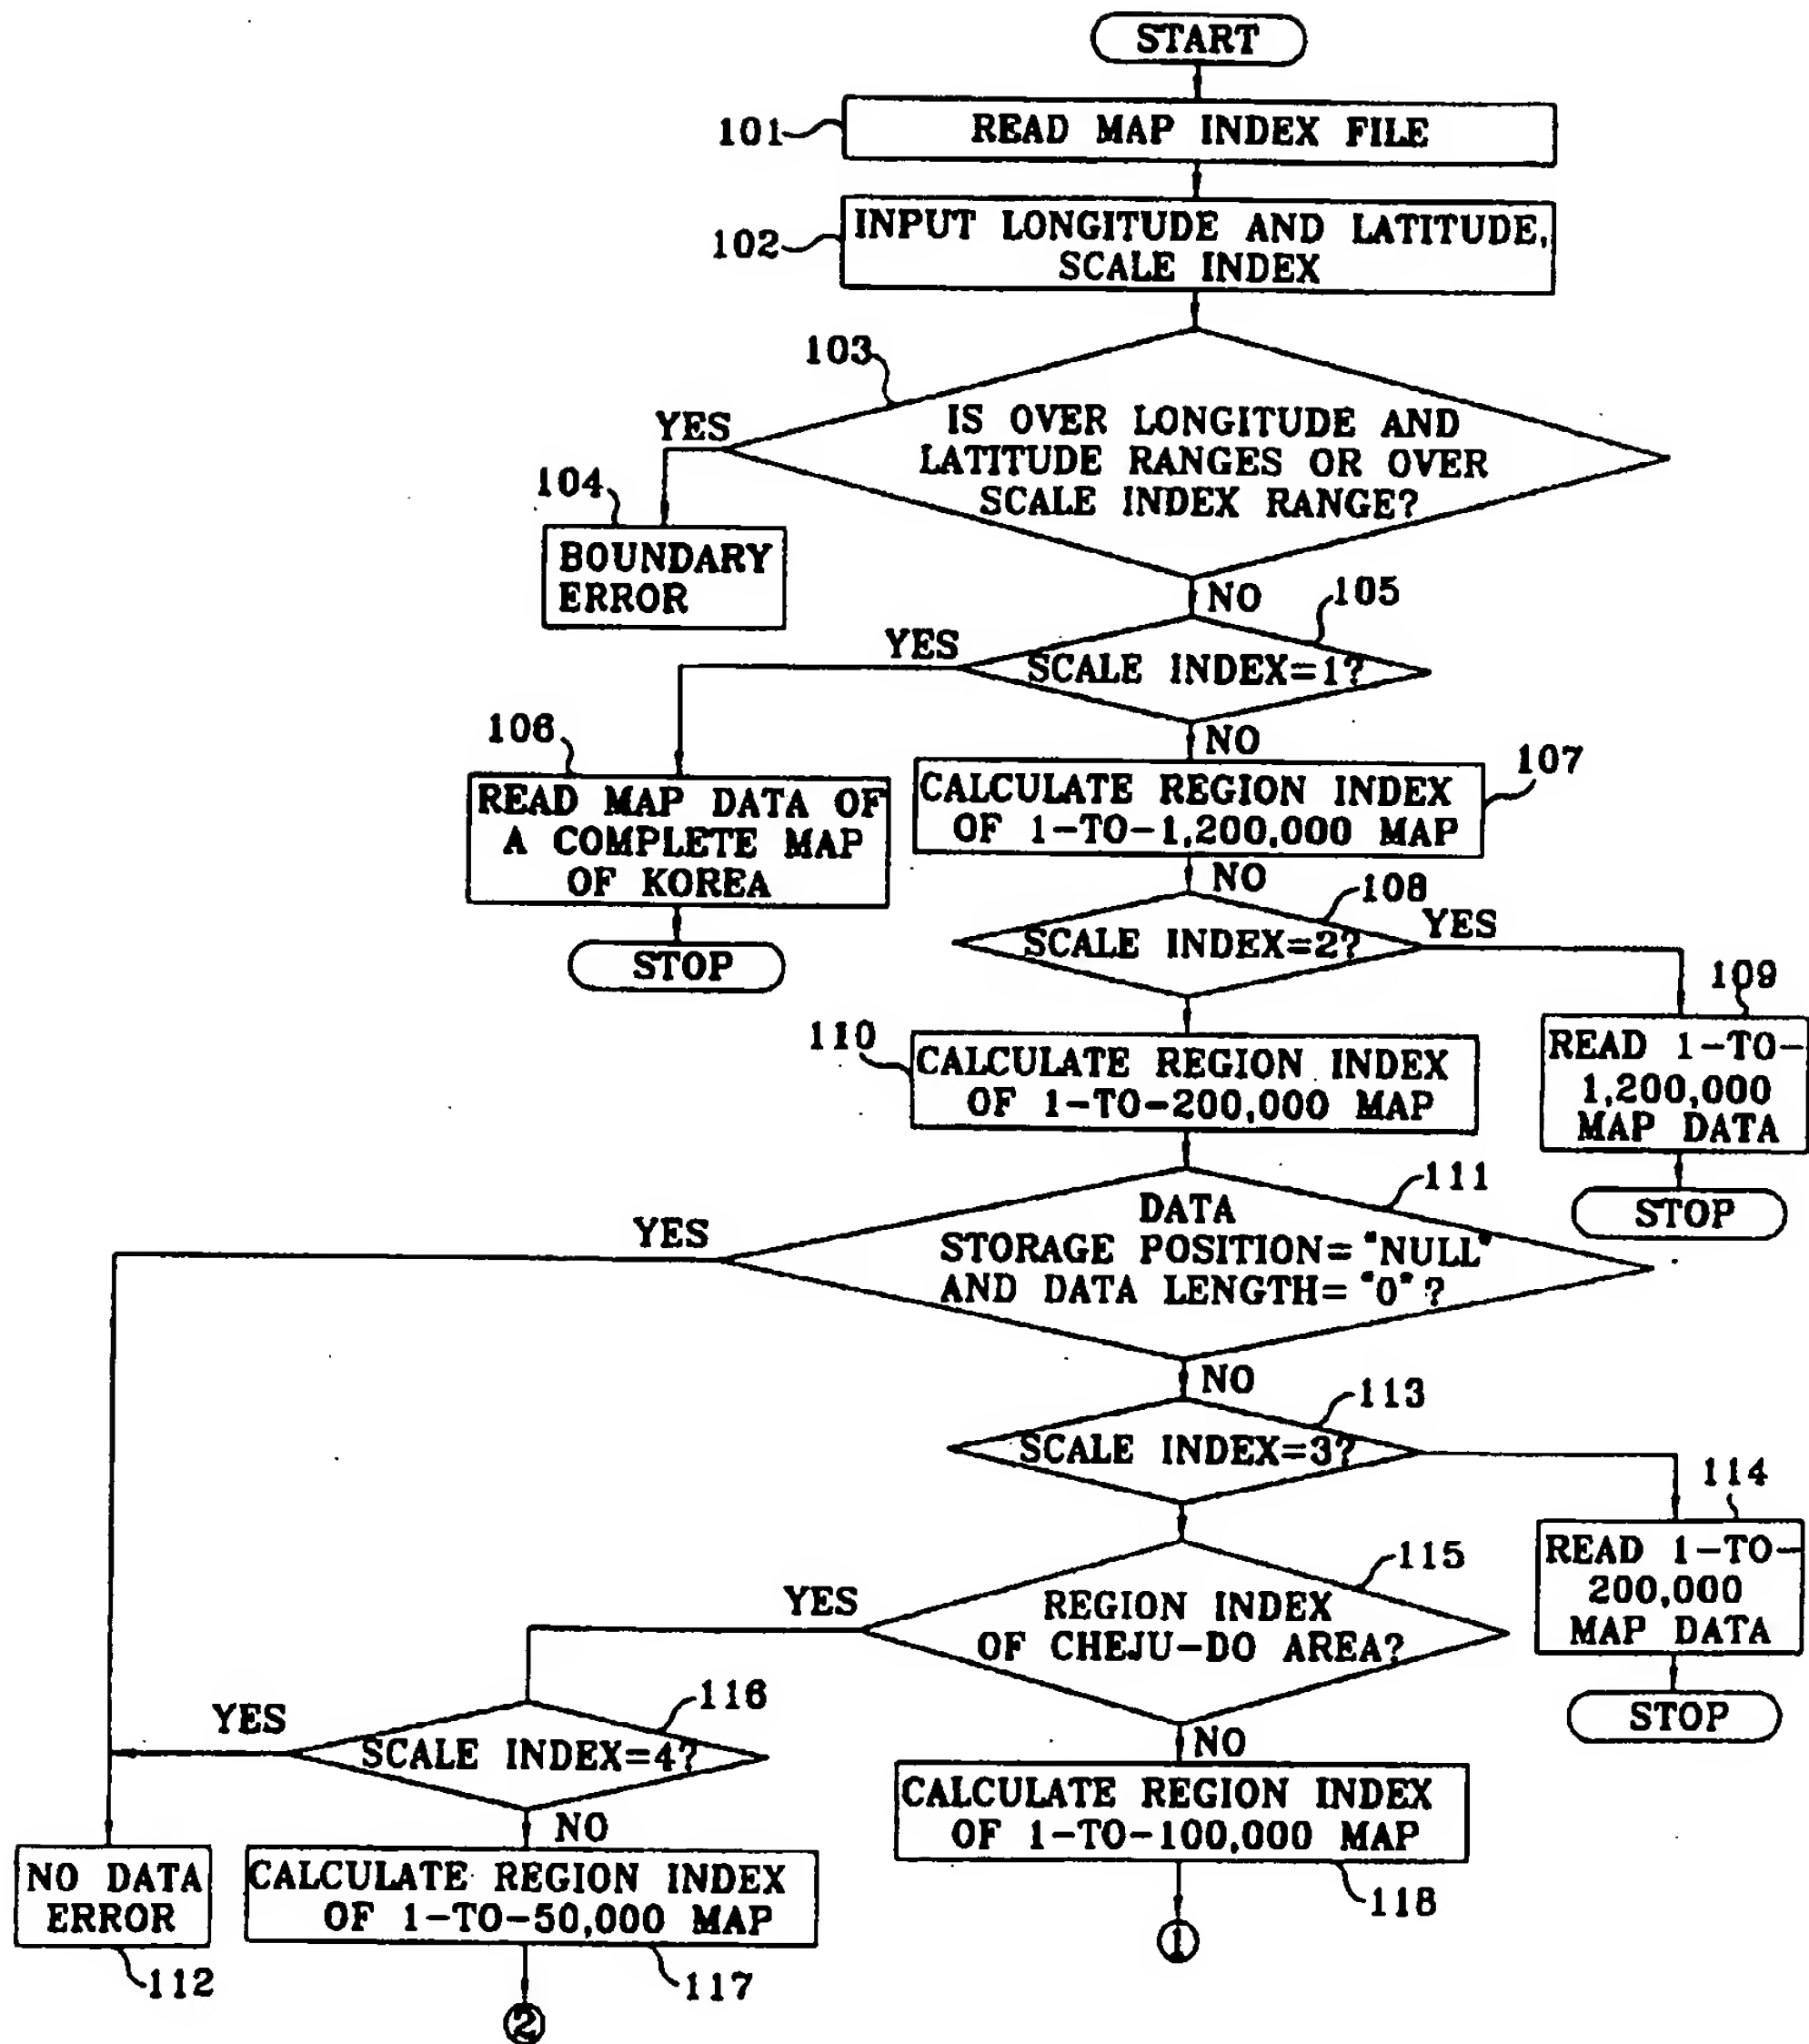 START
101
READ MAP INDEX FILE
102
INPUT LONGITUDE AND LATITUDE,
SCALE INDEX
103
YES
IS OVER LONGITUDE AND
LATITUDE RANGES OR OVER
SCALE INDEX RANGE?
104
BOUNDARY
ERROR
NO
105
YES
SCALE INDEX=1?
NO
106
READ MAP DATA OF
A COMPLETE MAP
OF KOREA
STOP
107
CALCULATE REGION INDEX
OF 1-TO-1,200,000 MAP
NO
108
SCALE INDEX=2?
YES
109
READ 1-TO-
1,200,000
MAP DATA
STOP
110
CALCULATE REGION INDEX
OF 1-TO-200,000 MAP
111
YES
DATA
STORAGE POSITION="NULL"
AND DATA LENGTH="0"?
NO
113
SCALE INDEX=3?
114
READ 1-TO-
200,000
MAP DATA
STOP
115
YES
REGION INDEX
OF CHEJU-DO AREA?
116
YES
SCALE INDEX=4?
NO
NO
CALCULATE REGION INDEX
OF 1-TO-100,000 MAP
118
1
NO DATA
ERROR
112
CALCULATE REGION INDEX
OF 1-TO-50,000 MAP
117
2